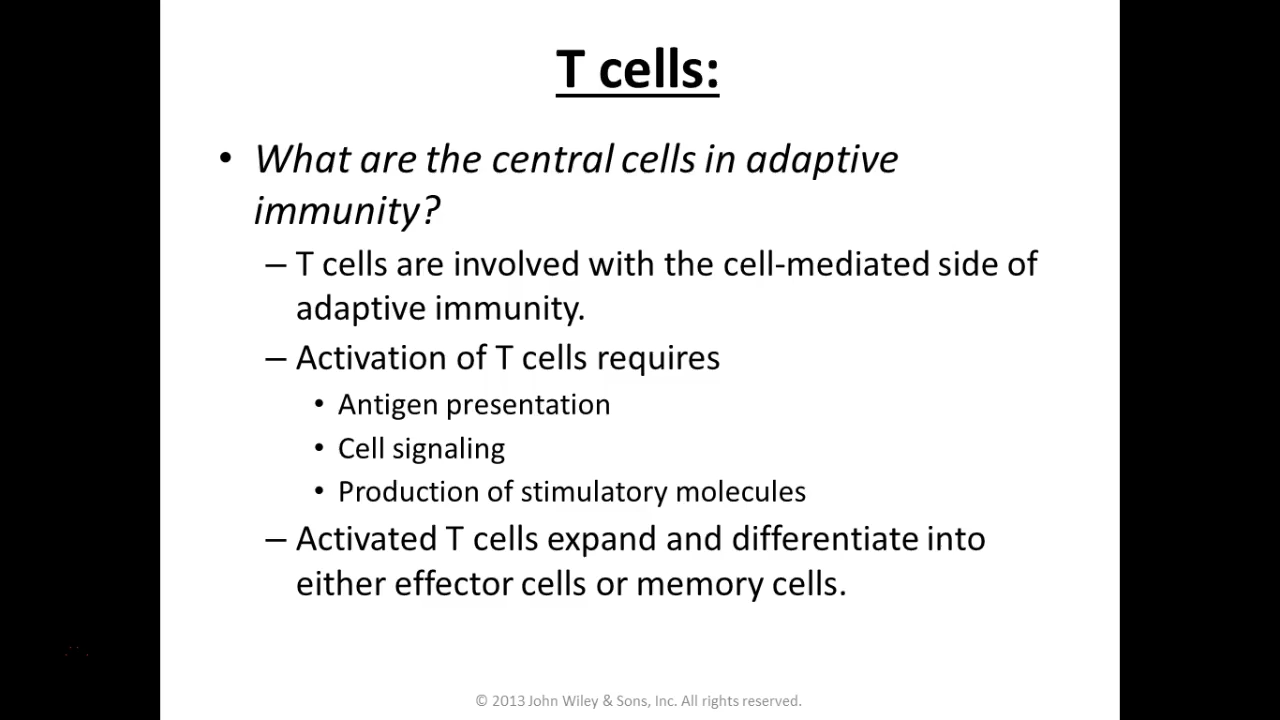 T cells:
• What are the central cells in adaptive
immunity?
– T cells are involved with the cell-mediated side of
adaptive immunity.
– Activation of T cells requires
• Antigen presentation
• Cell signaling
• Production of stimulatory molecules
– Activated T cells expand and differentiate into
either effector cells or memory cells.
© 2013 John Wiley & Sons, Inc. All rights reserved.